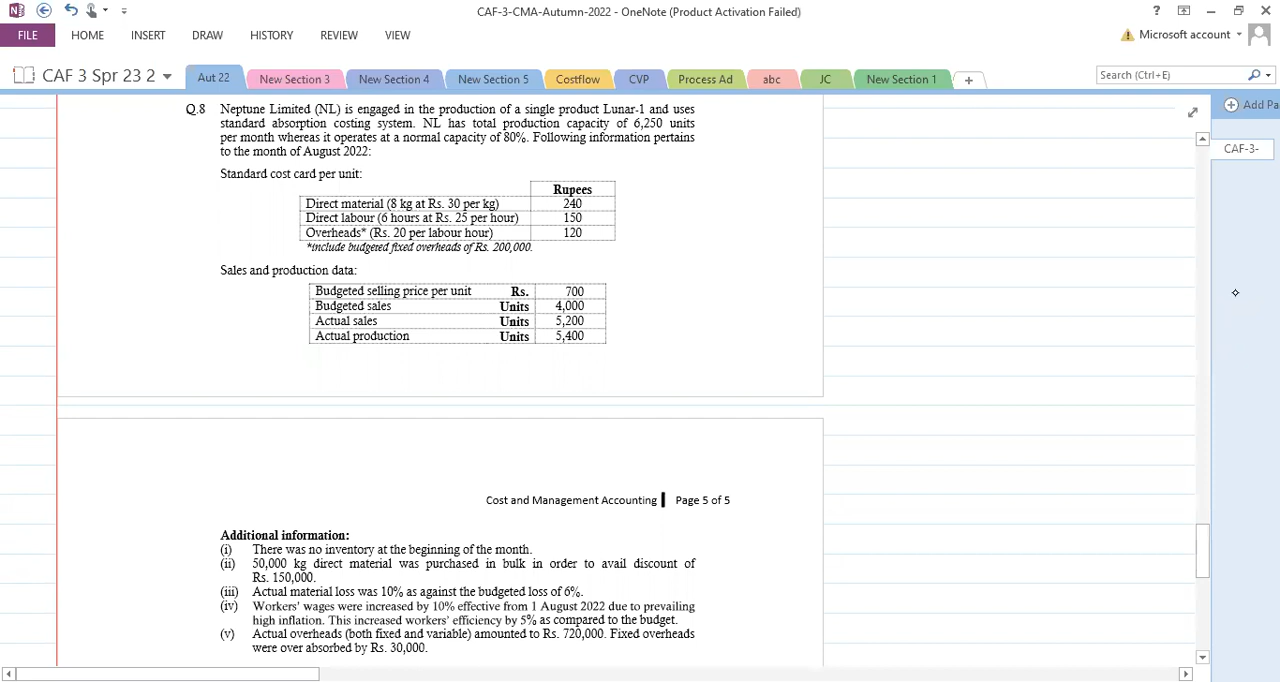 CAF-3-CMA-Autumn-2022 - OneNote (Product Activation Failed)
FILE HOME INSERT DRAW HISTORY REVIEW VIEW Microsoft account
CAF 3 Spr 23 2 Aut 22 New Section 3 New Section 4 New Section 5 Costflow CVP Process Ad abc JC New Section 1 + Search (Ctrl+E)
Add Pa
CAF-3-
Q.8 Neptune Limited (NL) is engaged in the production of a single product Lunar-1 and uses
standard absorption costing system. NL has total production capacity of 6,250 units
per month whereas it operates at a normal capacity of 80%. Following information pertains
to the month of August 2022:
Standard cost card per unit:
Rupees
Direct material (8 kg at Rs. 30 per kg) 240
Direct labour (6 hours at Rs. 25 per hour) 150
Overheads* (Rs. 20 per labour hour) 120
*include budgeted fixed overheads of Rs. 200,000.
Sales and production data:
Budgeted selling price per unit Rs. 700
Budgeted sales Units 4,000
Actual sales Units 5,200
Actual production Units 5,400
Cost and Management Accounting | Page 5 of 5
Additional information:
(i) There was no inventory at the beginning of the month.
(ii) 50,000 kg direct material was purchased in bulk in order to avail discount of
Rs. 150,000.
(iii) Actual material loss was 10% as against the budgeted loss of 6%.
(iv) Workers' wages were increased by 10% effective from 1 August 2022 due to prevailing
high inflation. This increased workers' efficiency by 5% as compared to the budget.
(v) Actual overheads (both fixed and variable) amounted to Rs. 720,000. Fixed overheads
were over absorbed by Rs. 30,000.